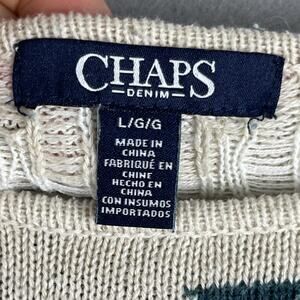 CHAPS
DENIM
L/G/G
MADE IN
CHINA
FABRIQUÉ EN
CHINE
HECHO EN
CHINA
CON INSUMOS
IMPORTADOS